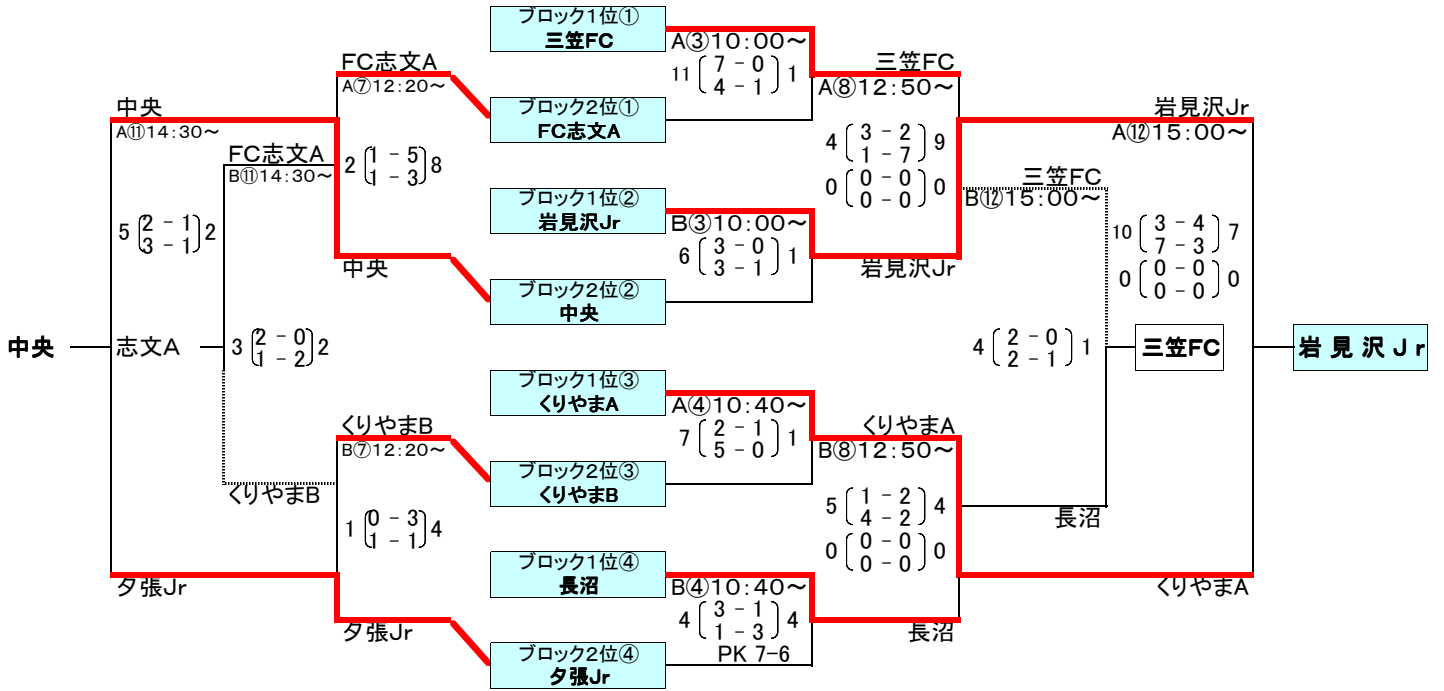 ブロック1位①
三笠FC
A③10:00～
11 7 - 0 1
4 - 1
ブロック2位①
FC志文A
ブロック1位②
岩見沢Jr
B③10:00～
6 3 - 0 1
3 - 1
ブロック2位②
中央
ブロック1位③
くりやまA
A④10:40～
7 2 - 1 1
5 - 0
ブロック2位③
くりやまB
ブロック1位④
長沼
B④10:40～
4 3 - 1 4
1 - 3
PK 7-6
ブロック2位④
夕張Jr
FC志文A
A⑦12:20～
2 1 - 5 8
1 - 3
中央
くりやまB
B⑦12:20～
1 0 - 3 4
1 - 1
夕張Jr
中央
A⑪14:30～
5 2 - 1 2
3 - 1
夕張Jr
FC志文A
B⑪14:30～
3 2 - 0 2
1 - 2
くりやまB
志文A
中央
三笠FC
A⑧12:50～
4 3 - 2 9
1 - 7
0 0 - 0 0
0 - 0
岩見沢Jr
くりやまA
B⑧12:50～
5 1 - 2 4
4 - 2
0 0 - 0 0
0 - 0
長沼
岩見沢Jr
A⑫15:00～
10 3 - 4 7
7 - 3
0 0 - 0 0
0 - 0
くりやまA
三笠FC
B⑫15:00～
4 2 - 0 1
2 - 1
長沼
三笠FC
岩見沢Jr